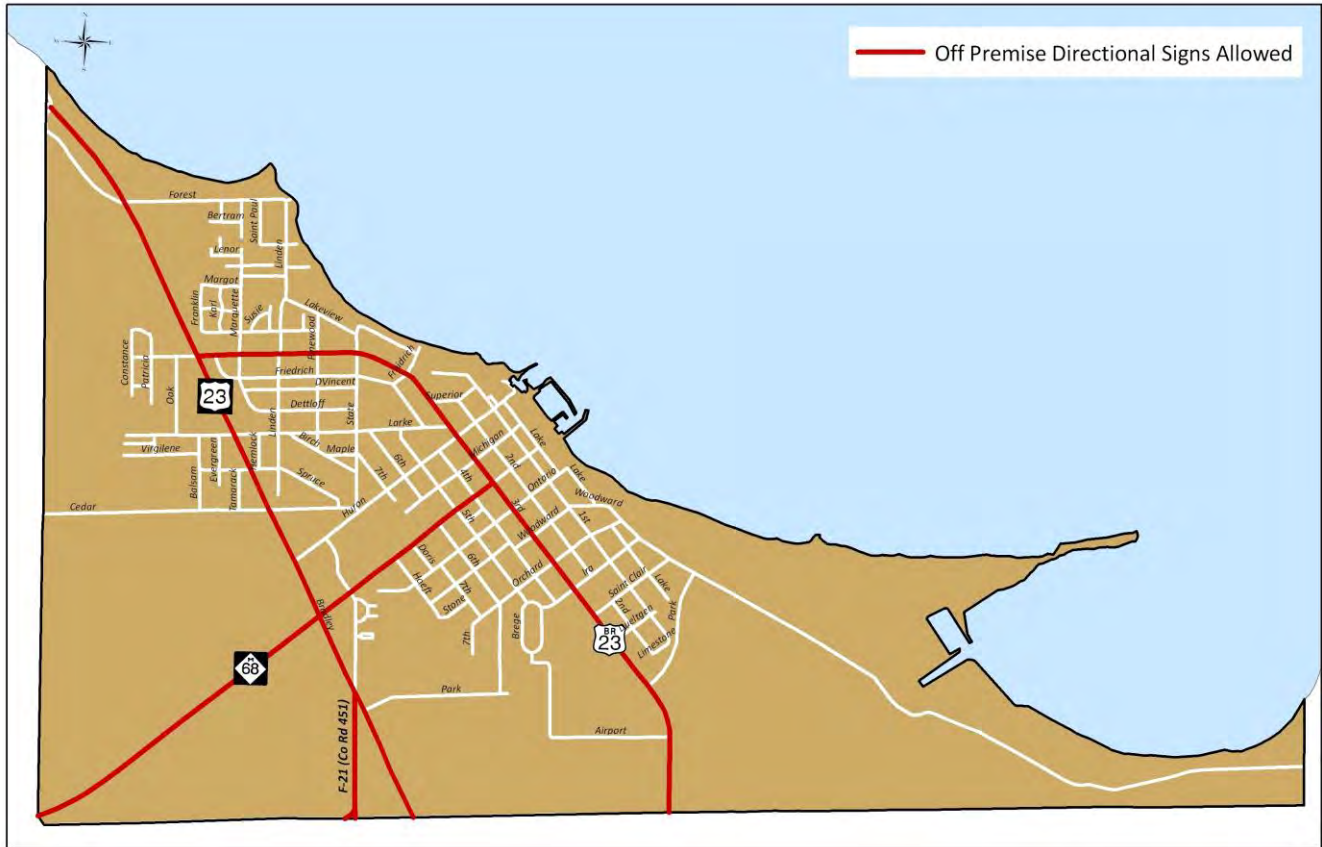 Off Premise Directional Signs Allowed
Forest
Bertram
Saint Paul
Lenor
Linden
Margot
Franklin
Karl
Marquette
Susie
Lakeview
Pinewood
Constance
Patricia
Oak
Friedrich
Friedrich
DVincent
23
Dettloff
Superior
Linden
State
Larke
Birch
Maple
Michigan
Lake
Virgilene
Evergreen
Hemlock
7th
6th
4th
2nd
Balsam
Tamarack
Spruce
Ontario
Lake
Cedar
Huron
3rd
Woodward
5th
Woodward
1st
Doris
6th
Orchard
Ira
Haeft
7th
Saint Clair
Lake
Stone
2nd
Park
Bradley
7th
Brege
BR
23
Limestone
M
68
Park
F-21 (Co Rd 451)
Airport